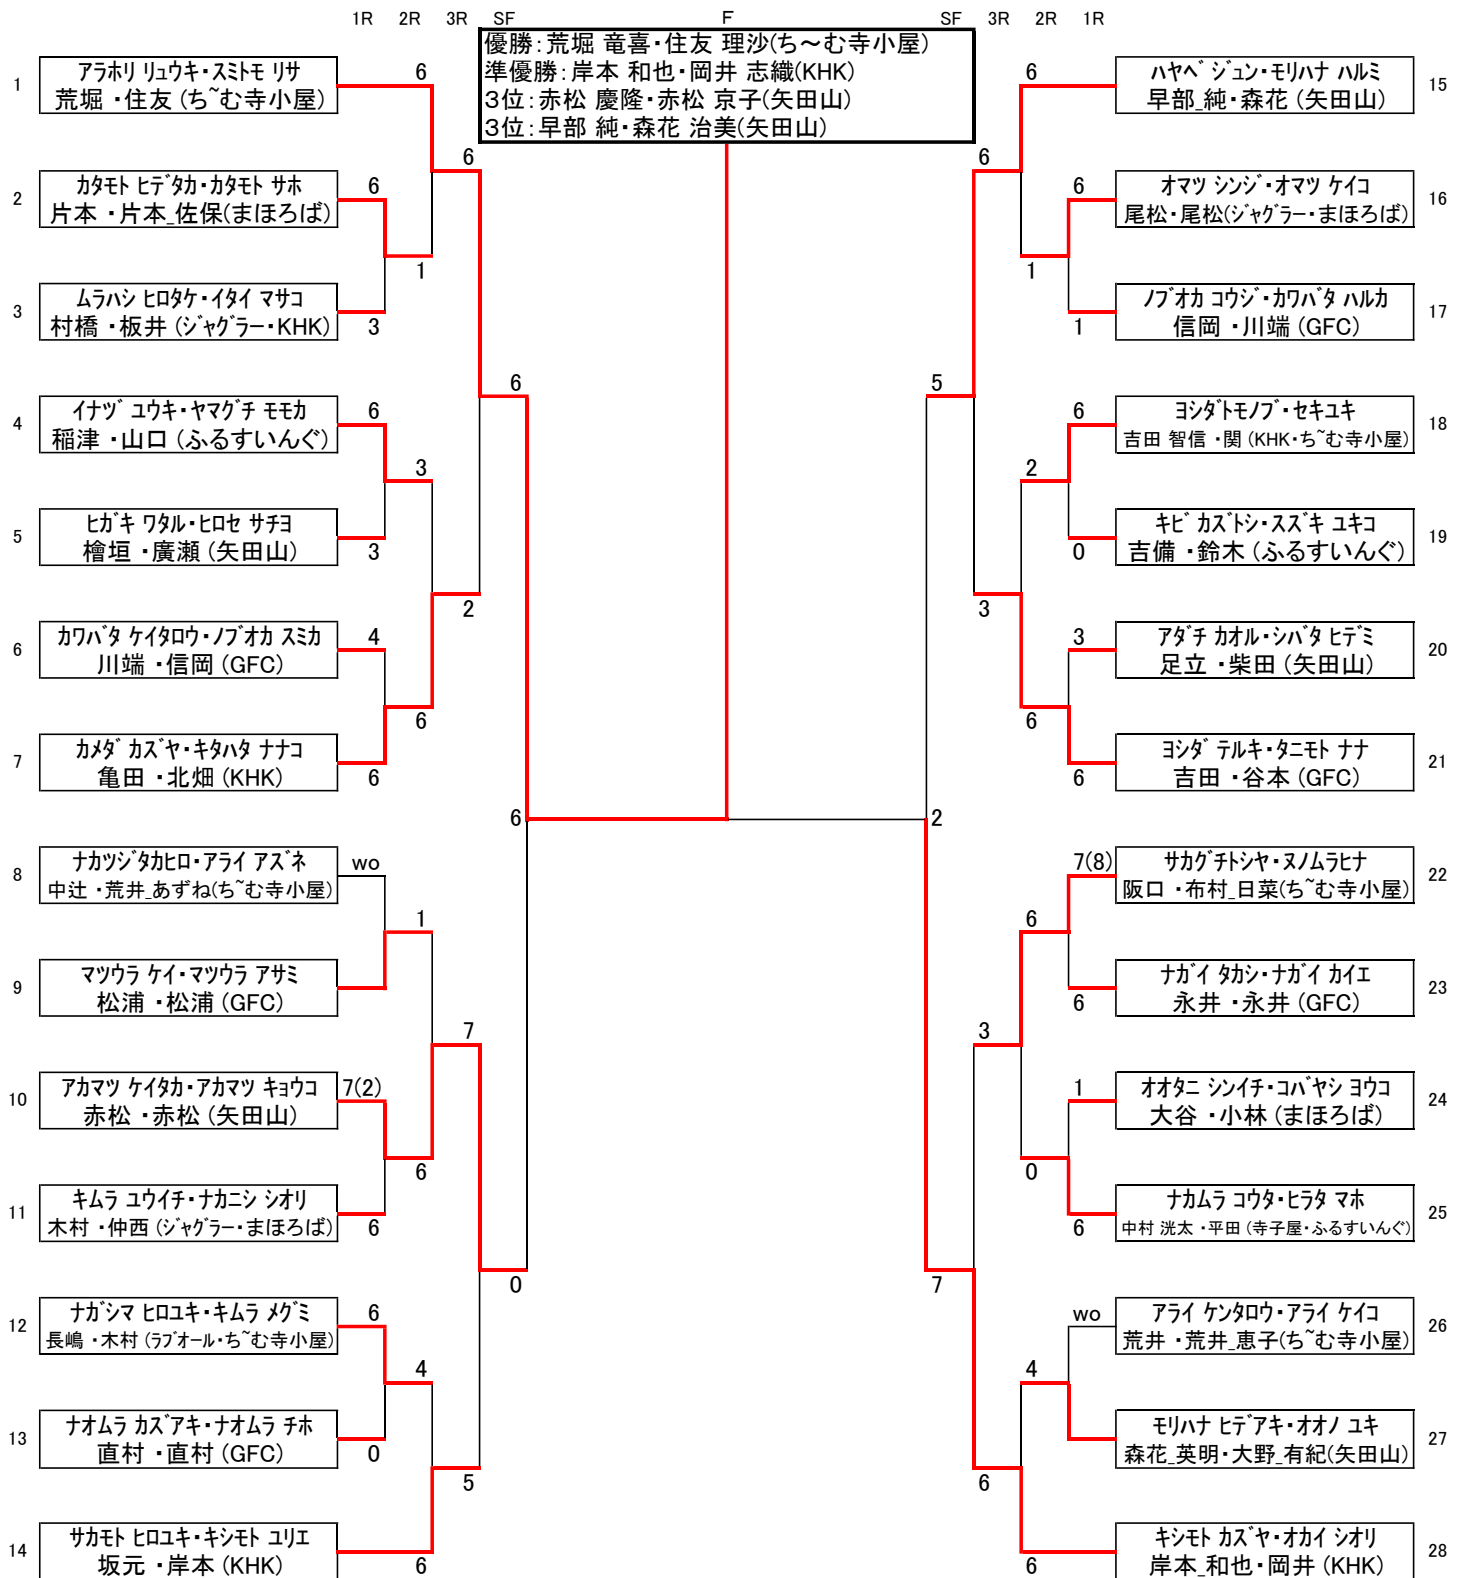 1R 2R 3R SF F SF 3R 2R 1R
優勝:荒堀 竜喜・住友 理沙(ち～む寺小屋)
準優勝:岸本 和也・岡井 志織(KHK)
3位:赤松 慶隆・赤松 京子(矢田山)
3位:早部 純・森花 治美(矢田山)
1
アラホリ リュウキ・スミトモ リサ
荒堀 ・住友 (ち~む寺小屋)
6
2
カタモト ヒデタカ・カタモト サホ
片本 ・片本_佐保(まほろば)
6
1
3
ムラハシ ヒロタケ・イタイ マサコ
村橋 ・板井 (ジャグラー・KHK)
3
6
4
イナヅ ユウキ・ヤマグチ モモカ
稲津 ・山口 (ふるすいんぐ)
6
3
5
ヒガキ ワタル・ヒロセ サチヨ
檜垣 ・廣瀬 (矢田山)
3
2
6
カワバタ ケイタロウ・ノブオカ スミカ
川端 ・信岡 (GFC)
4
6
7
カメダ カズヤ・キタハタ ナナコ
亀田 ・北畑 (KHK)
6
6
6
8
ナカツジタカヒロ・アライ アズネ
中辻 ・荒井_あずね(ち~む寺小屋)
wo
1
9
マツウラ ケイ・マツウラ アサミ
松浦 ・松浦 (GFC)
7
10
アカマツ ケイタカ・アカマツ キョウコ
赤松 ・赤松 (矢田山)
7(2)
6
11
キムラ ユウイチ・ナカニシ シオリ
木村 ・仲西 (ジャグラー・まほろば)
6
0
12
ナガシマ ヒロユキ・キムラ メグミ
長嶋 ・木村 (ラブオール・ち~む寺小屋)
6
4
13
ナオムラ カズアキ・ナオムラ チホ
直村 ・直村 (GFC)
0
5
14
サカモト ヒロユキ・キシモト ユリエ
坂元 ・岸本 (KHK)
6
6
ハヤベ ジュン・モリハナ ハルミ
早部_純・森花 (矢田山)
15
6
6
オマツ シンジ・オマツ ケイコ
尾松・尾松(ジャグラー・まほろば)
16
1
1
ノブオカ コウジ・カワバタ ハルカ
信岡 ・川端 (GFC)
17
5
6
ヨシダトモノブ・セキユキ
吉田 智信 ・関 (KHK・ち~む寺小屋)
18
2
0
キビ カズトシ・スズキ ユキコ
吉備 ・鈴木 (ふるすいんぐ)
19
3
3
アダチ カオル・シバタ ヒデミ
足立 ・柴田 (矢田山)
20
6
6
ヨシダ テルキ・タニモト ナナ
吉田 ・谷本 (GFC)
21
2
7(8)
サカグチトシヤ・ヌノムラヒナ
阪口 ・布村_日菜(ち~む寺小屋)
22
6
6
ナガイ タカシ・ナガイ カイエ
永井 ・永井 (GFC)
23
3
1
オオタニ シンイチ・コバヤシ ヨウコ
大谷 ・小林 (まほろば)
24
0
6
ナカムラ コウタ・ヒラタ マホ
中村 洸太 ・平田 (寺子屋・ふるすいんぐ)
25
7
wo
アライ ケンタロウ・アライ ケイコ
荒井 ・荒井_恵子(ち~む寺小屋)
26
4
モリハナ ヒデアキ・オオノ ユキ
森花_英明・大野_有紀(矢田山)
27
6
6
キシモト カズヤ・オカイ シオリ
岸本_和也・岡井 (KHK)
28